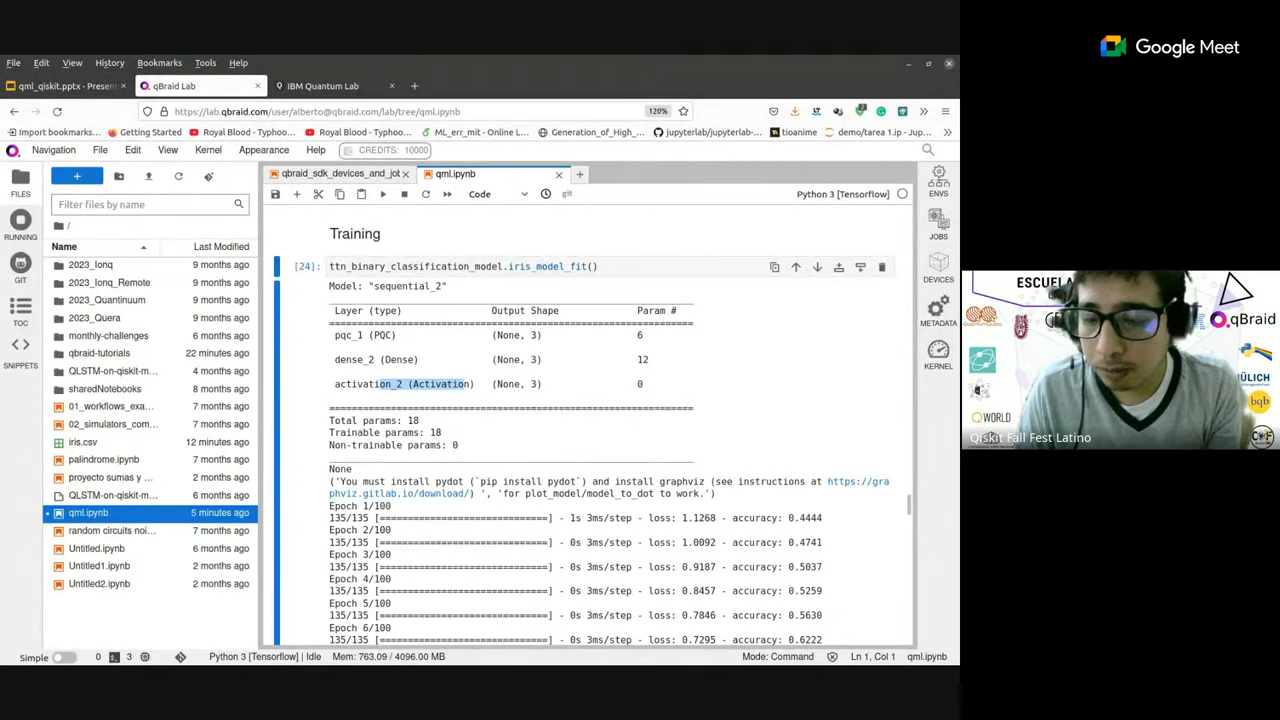 Google Meet
File Edit View History Bookmarks Tools Help
qml_qiskit.pptx - Presen
qBraid Lab
IBM Quantum Lab
https://lab.qbraid.com/user/alberto@qbraid.com/lab/tree/qml.ipynb
120%
Import bookmarks... Getting Started Royal Blood - Typhoo... Royal Blood - Typhoo... ML_err_mit - Online L... Generation_of_High_... jupyterlab/jupyterlab- tioanime demo/tarea 1.ip - Jupyt
Navigation File Edit View Kernel Appearance Help CREDITS: 10000
FILES
RUNNING
GIT
TOC
SNIPPETS
Filter files by name
/
Name Last Modified
2023_Ionq 9 months ago
2023_Ionq_Remote 9 months ago
2023_Quantinuum 9 months ago
2023_Quera 9 months ago
monthly-challenges 9 months ago
qbraid-tutorials 22 minutes ago
QLSTM-on-qiskit-m... 7 months ago
sharedNotebooks 9 months ago
01_workflows_exa... 9 months ago
02_simulators_com... 9 months ago
iris.csv 12 minutes ago
palindrome.ipynb 7 months ago
proyecto sumas y ... 2 months ago
QLSTM-on-qiskit-m... 7 months ago
qml.ipynb 5 minutes ago
random circuits noi... 7 months ago
Untitled.ipynb 6 months ago
Untitled1.ipynb 2 months ago
Untitled2.ipynb 2 months ago
qbraid_sdk_devices_and_jot
qml.ipynb
Code
git
Python 3 [Tensorflow]
Training
[24]: ttn_binary_classification_model.iris_model_fit()
Model: "sequential_2"
Layer (type) Output Shape Param #
pqc_1 (PQC) (None, 3) 6
dense_2 (Dense) (None, 3) 12
activation_2 (Activation) (None, 3) 0
Total params: 18
Trainable params: 18
Non-trainable params: 0
None
('You must install pydot (`pip install pydot`) and install graphviz (see instructions at https://gra
phviz.gitlab.io/download/) ', 'for plot_model/model_to_dot to work.')
Epoch 1/100
135/135 [==============================] - 1s 3ms/step - loss: 1.1268 - accuracy: 0.4444
Epoch 2/100
135/135 [==============================] - 0s 3ms/step - loss: 1.0092 - accuracy: 0.4741
Epoch 3/100
135/135 [==============================] - 0s 3ms/step - loss: 0.9187 - accuracy: 0.5037
Epoch 4/100
135/135 [==============================] - 0s 3ms/step - loss: 0.8457 - accuracy: 0.5259
Epoch 5/100
135/135 [==============================] - 0s 3ms/step - loss: 0.7846 - accuracy: 0.5630
Epoch 6/100
135/135 [==============================] - 0s 3ms/step - loss: 0.7295 - accuracy: 0.6222
ENVS
JOBS
DEVICES
METADATA
KERNEL
Simple 0 3 Python 3 [Tensorflow] | Idle Mem: 763.09 / 4096.00 MB Mode: Command Ln 1, Col 1 qml.ipynb
ESCUELA
qBraid
QWORLD
JÜLICH
bqb
Qiskit Fall Fest Latino